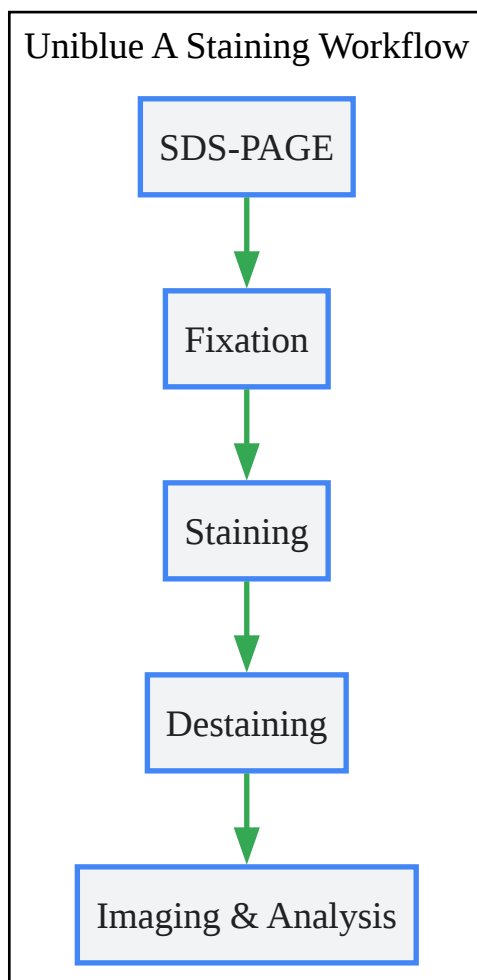 Uniblue A Staining Workflow
SDS-PAGE
Fixation
Staining
Destaining
Imaging & Analysis